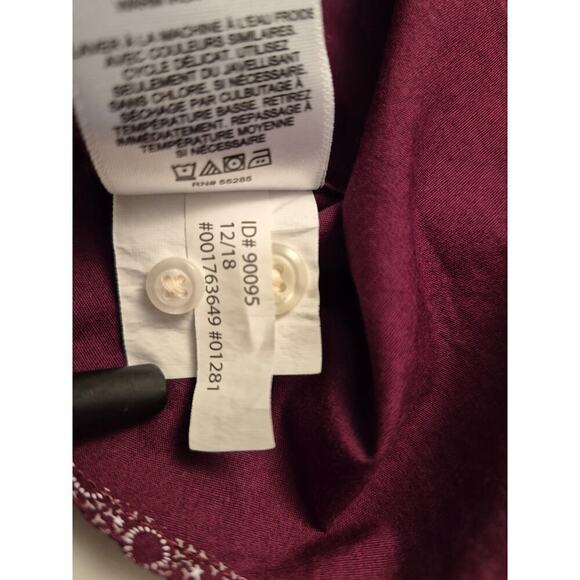 LAVER À LA MACHINE À L'EAU FROIDE
AVEC COULEURS SIMILAIRES.
CYCLE DÉLICAT. UTILISEZ
SEULEMENT DU JAVELLISANT
SANS CHLORE, SI NÉCESSAIRE.
SÉCHAGE PAR CULBUTAGE À
TEMPÉRATURE BASSE. RETIREZ
IMMÉDIATEMENT. REPASSAGE À
TEMPÉRATURE MOYENNE
SI NÉCESSAIRE
RN# 55285
ID# 90095
12/18
#001763649 #01281